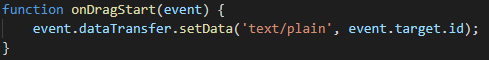 function onDragStart(event) {
    event.dataTransfer.setData('text/plain', event.target.id);
}